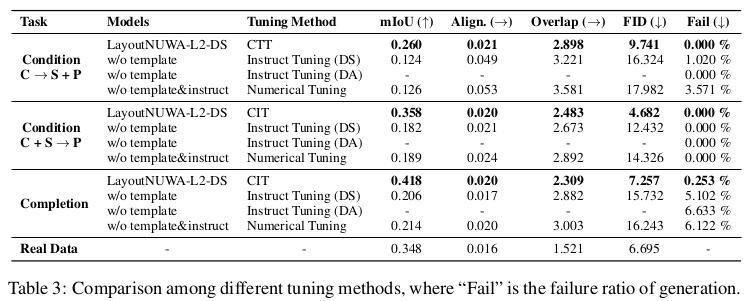 Task Models Tuning Method mIoU (↑) Align. (→) Overlap (→) FID (↓) Fail (↓)
LayoutNUWA-L2-DS CTT 0.260 0.021 2.898 9.741 0.000 %
Condition w/o template Instruct Tuning (DS) 0.124 0.049 3.221 16.324 1.020 %
C → S + P w/o template Instruct Tuning (DA) - - - - 0.000 %
w/o template&instruct Numerical Tuning 0.126 0.053 3.581 17.982 3.571 %
LayoutNUWA-L2-DS CIT 0.358 0.020 2.483 4.682 0.000 %
Condition w/o template Instruct Tuning (DS) 0.182 0.021 2.673 12.432 0.000 %
C + S → P w/o template Instruct Tuning (DA) - - - - 0.000 %
w/o template&instruct Numerical Tuning 0.189 0.024 2.892 14.326 0.000 %
LayoutNUWA-L2-DS CIT 0.418 0.020 2.309 7.257 0.253 %
Completion w/o template Instruct Tuning (DS) 0.206 0.017 2.882 15.732 5.102 %
w/o template Instruct Tuning (DA) - - - - 6.633 %
w/o template&instruct Numerical Tuning 0.214 0.020 3.003 16.243 6.122 %
Real Data - - 0.348 0.016 1.521 6.695 -
Table 3: Comparison among different tuning methods, where “Fail” is the failure ratio of generation.